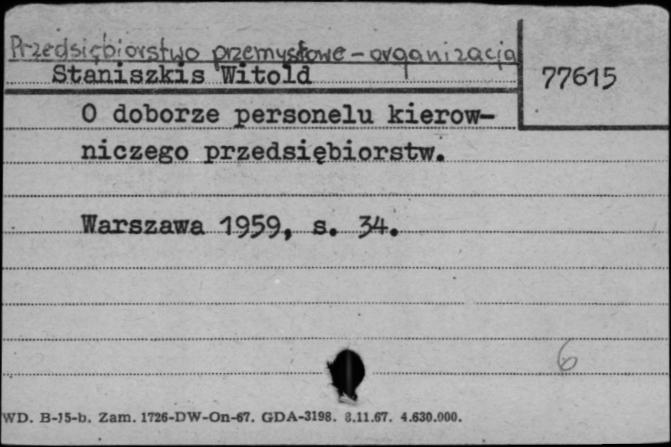 Przedsiębiorstwo przemysłowe - organizacja
Staniszkis Witold
77615
O doborze personelu kierow-
niczego przedsiębiorstw.
Warszawa 1959, s. 34.
6
WD. B-15-b. Zam. 1726-DW-On-67. GDA-3198. 8.11.67. 4.630.000.